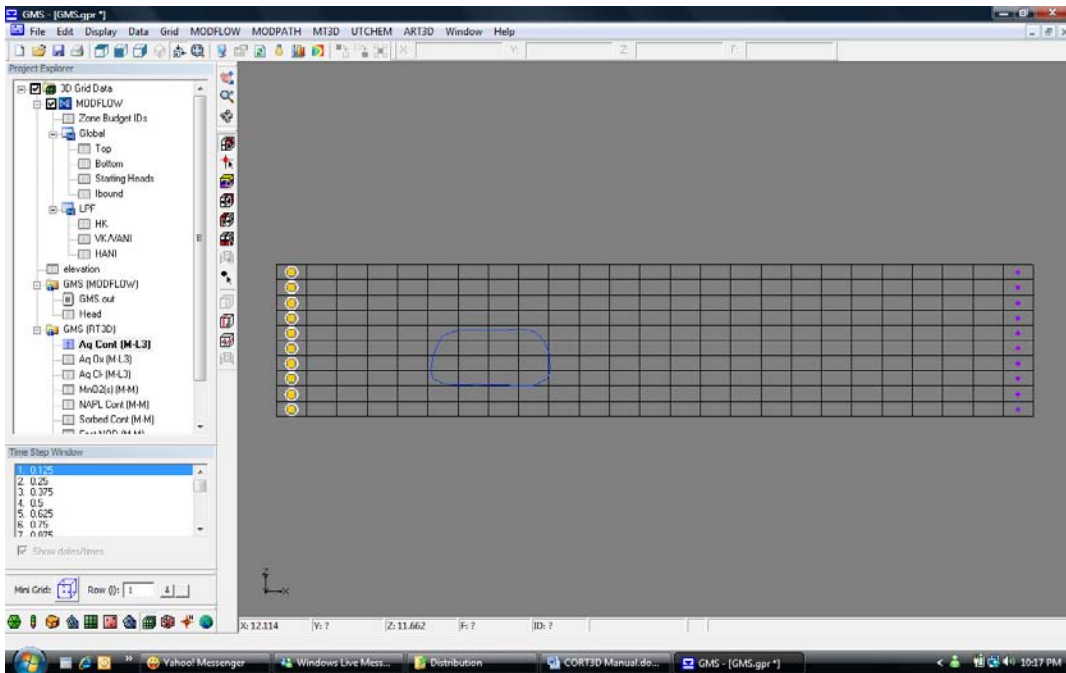 GMS - [GMS.gpr *]
File Edit Display Data Grid MODFLOW MODPATH MT3D UTCHEM ART3D Window Help
X: Y: Z: F:
Project Explorer
3D Grid Data
MODFLOW
Zone Budget IDs
Global
Top
Bottom
Starting Heads
Ibound
LPF
HK
VK/VANI
HANI
elevation
GMS (MODFLOW)
GMS.out
Head
GMS (RT3D)
Aq Cont (M-L3)
Aq Ox (M-L3)
Aq Cl- (M-L3)
MnO2(s) (M-M)
NAPL Cont (M-M)
Sorbed Cont (M-M)
Time Step Window
1. 0.125
2. 0.25
3. 0.375
4. 0.5
5. 0.625
6. 0.75
7. 0.875
Show dates/times
Mini Grid: Row (i): 1
Z
X
X: 12.114 Y: ? Z: 11.662 F: ? ID: ?
Yahoo! Messenger Windows Live Mess... Distribution CORT3D Manual.do... GMS - [GMS.gpr *] 10:17 PM